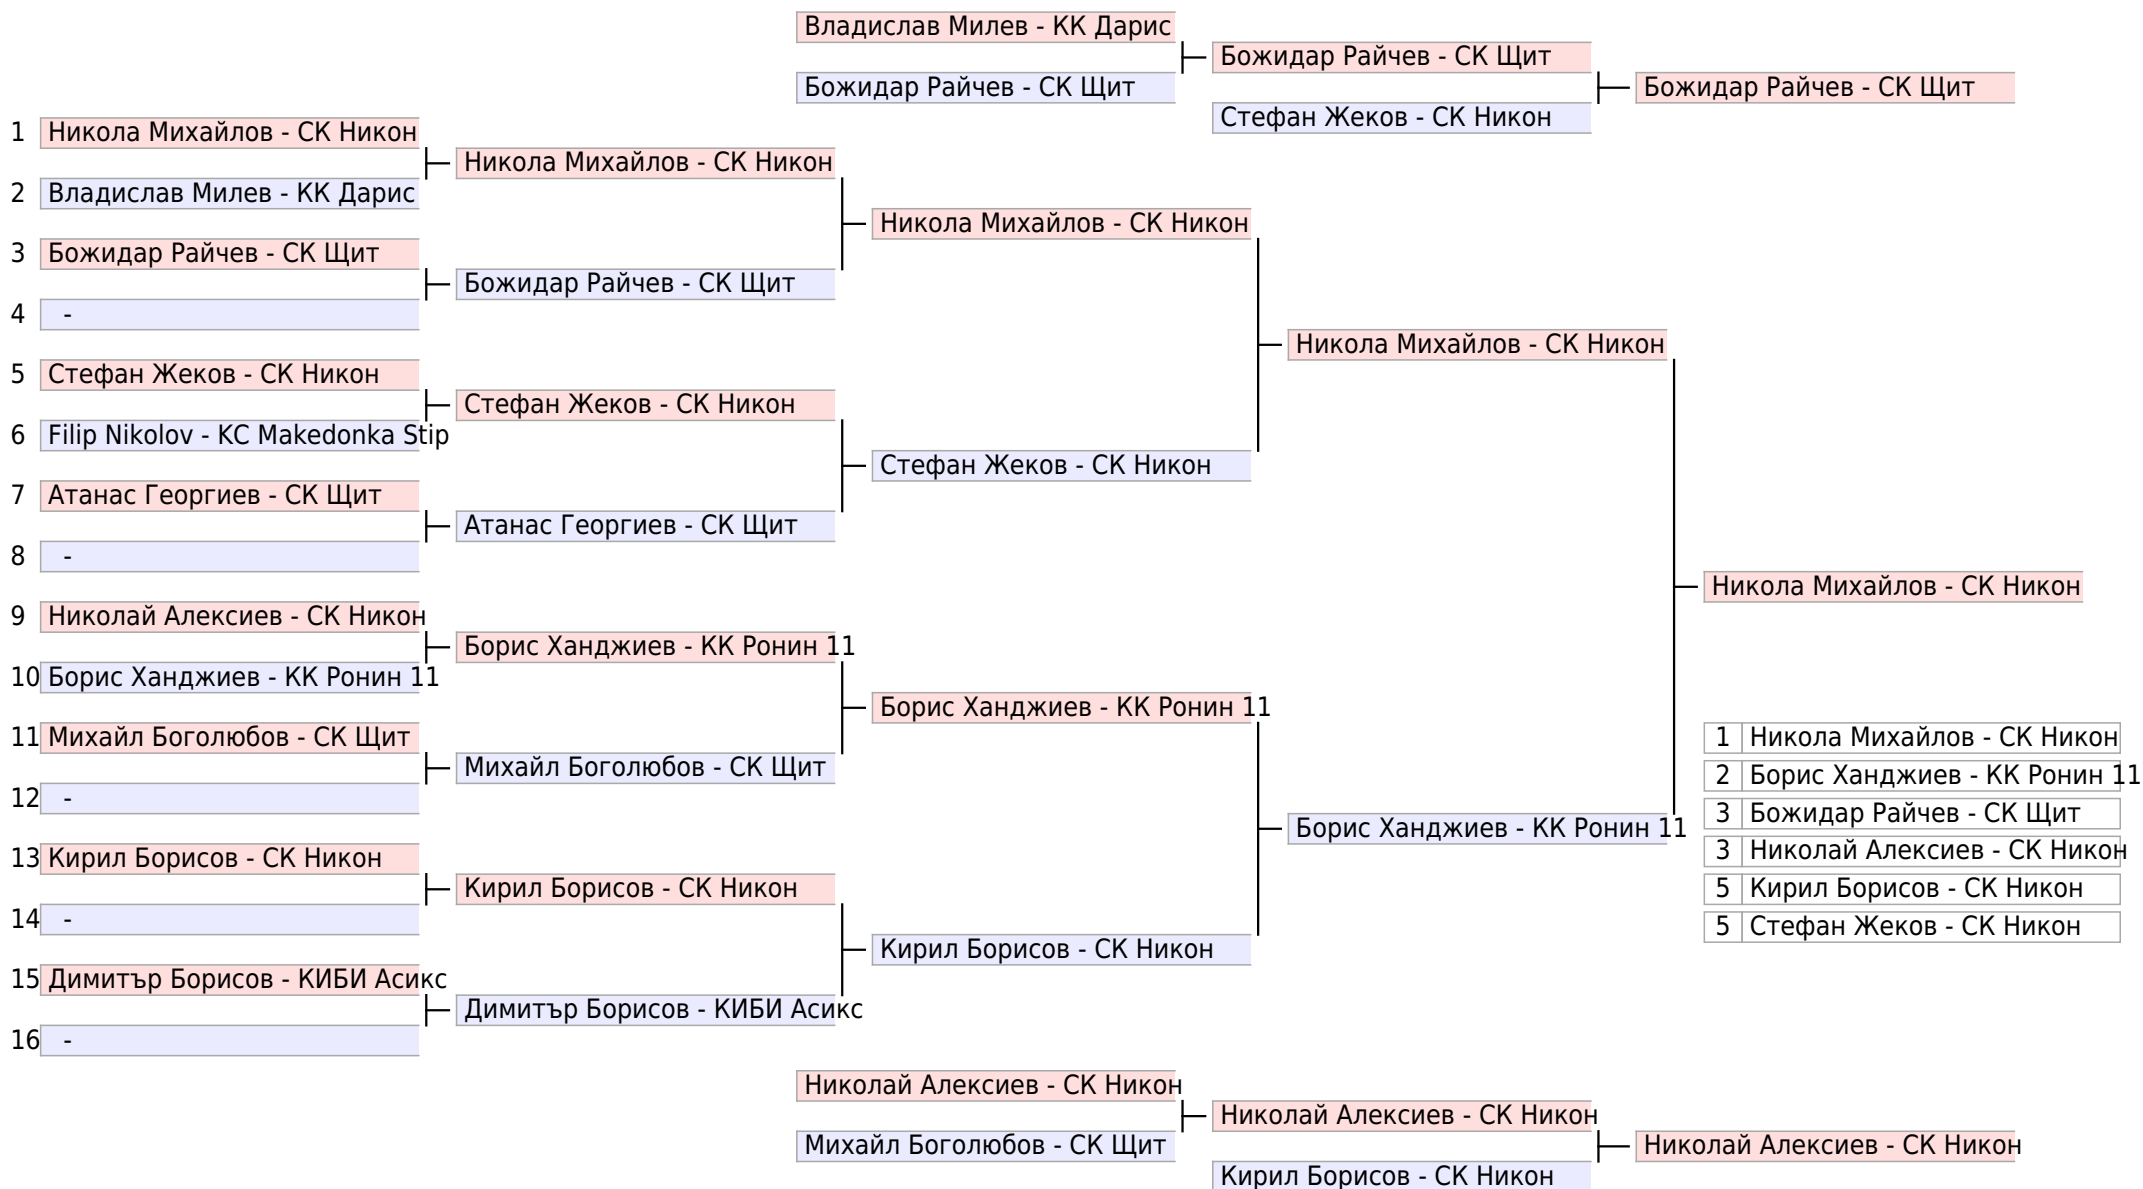 Владислав Милев - КК Дарис
Божидар Райчев - СК Щит
Божидар Райчев - СК Щит
Стефан Жеков - СК Никон
Божидар Райчев - СК Щит
1 Никола Михайлов - СК Никон
2 Владислав Милев - КК Дарис
3 Божидар Райчев - СК Щит
4 -
5 Стефан Жеков - СК Никон
6 Filip Nikolov - KC Makedonka Stip
7 Атанас Георгиев - СК Щит
8 -
9 Николай Алексиев - СК Никон
10 Борис Ханджиев - КК Ронин 11
11 Михайл Боголюбов - СК Щит
12 -
13 Кирил Борисов - СК Никон
14 -
15 Димитър Борисов - КИБИ Асикс
16 -
Никола Михайлов - СК Никон
Божидар Райчев - СК Щит
Стефан Жеков - СК Никон
Атанас Георгиев - СК Щит
Борис Ханджиев - КК Ронин 11
Михайл Боголюбов - СК Щит
Кирил Борисов - СК Никон
Димитър Борисов - КИБИ Асикс
Никола Михайлов - СК Никон
Стефан Жеков - СК Никон
Борис Ханджиев - КК Ронин 11
Кирил Борисов - СК Никон
Никола Михайлов - СК Никон
Борис Ханджиев - КК Ронин 11
Никола Михайлов - СК Никон
1 Никола Михайлов - СК Никон
2 Борис Ханджиев - КК Ронин 11
3 Божидар Райчев - СК Щит
3 Николай Алексиев - СК Никон
5 Кирил Борисов - СК Никон
5 Стефан Жеков - СК Никон
Николай Алексиев - СК Никон
Михайл Боголюбов - СК Щит
Николай Алексиев - СК Никон
Кирил Борисов - СК Никон
Николай Алексиев - СК Никон